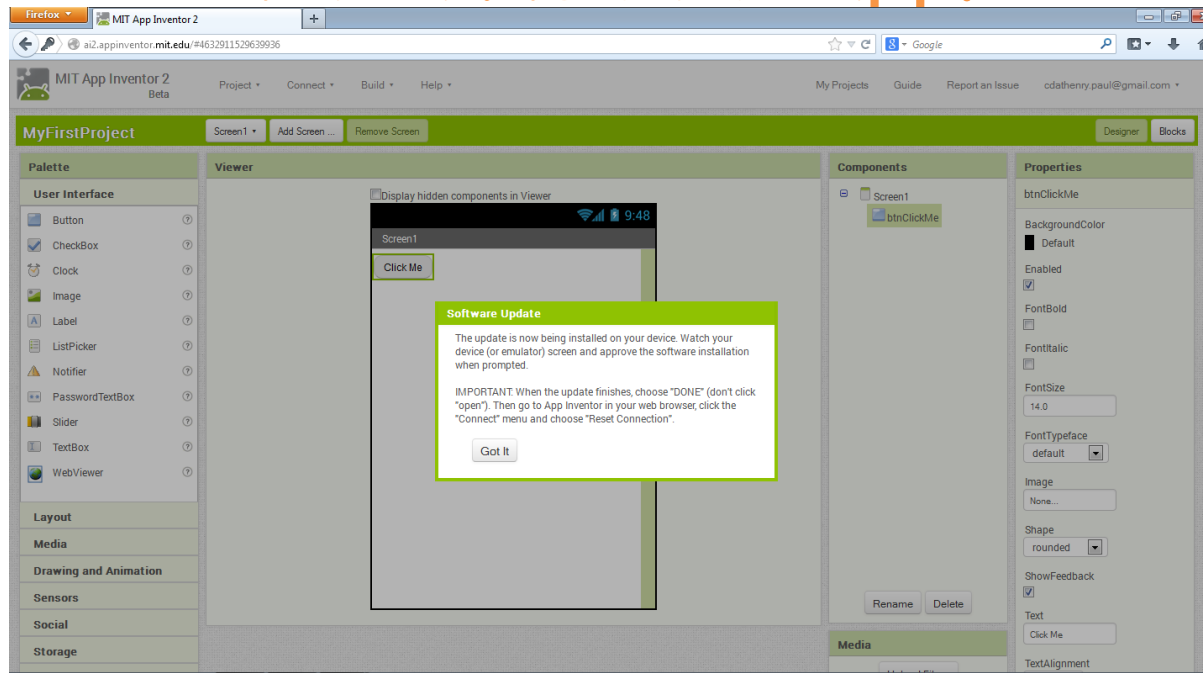 Firefox
MIT App Inventor 2
+
ai2.appinventor.mit.edu/#4632911529639936
Google
MIT App Inventor 2
Beta
Project
Connect
Build
Help
My Projects
Guide
Report an Issue
cdathenry.paul@gmail.com
MyFirstProject
Screen1
Add Screen ...
Remove Screen
Designer
Blocks
Palette
User Interface
Button
CheckBox
Clock
Image
Label
ListPicker
Notifier
PasswordTextBox
Slider
TextBox
WebViewer
Layout
Media
Drawing and Animation
Sensors
Social
Storage
Viewer
Display hidden components in Viewer
9:48
Screen1
Click Me
Software Update
The update is now being installed on your device. Watch your
device (or emulator) screen and approve the software installation
when prompted.
IMPORTANT: When the update finishes, choose "DONE" (don't click
"open"). Then go to App Inventor in your web browser, click the
"Connect" menu and choose "Reset Connection".
Got It
Components
Screen1
btnClickMe
Rename
Delete
Media
Properties
btnClickMe
BackgroundColor
Default
Enabled
FontBold
FontItalic
FontSize
14.0
FontTypeface
default
Image
None...
Shape
rounded
ShowFeedback
Text
Click Me
TextAlignment